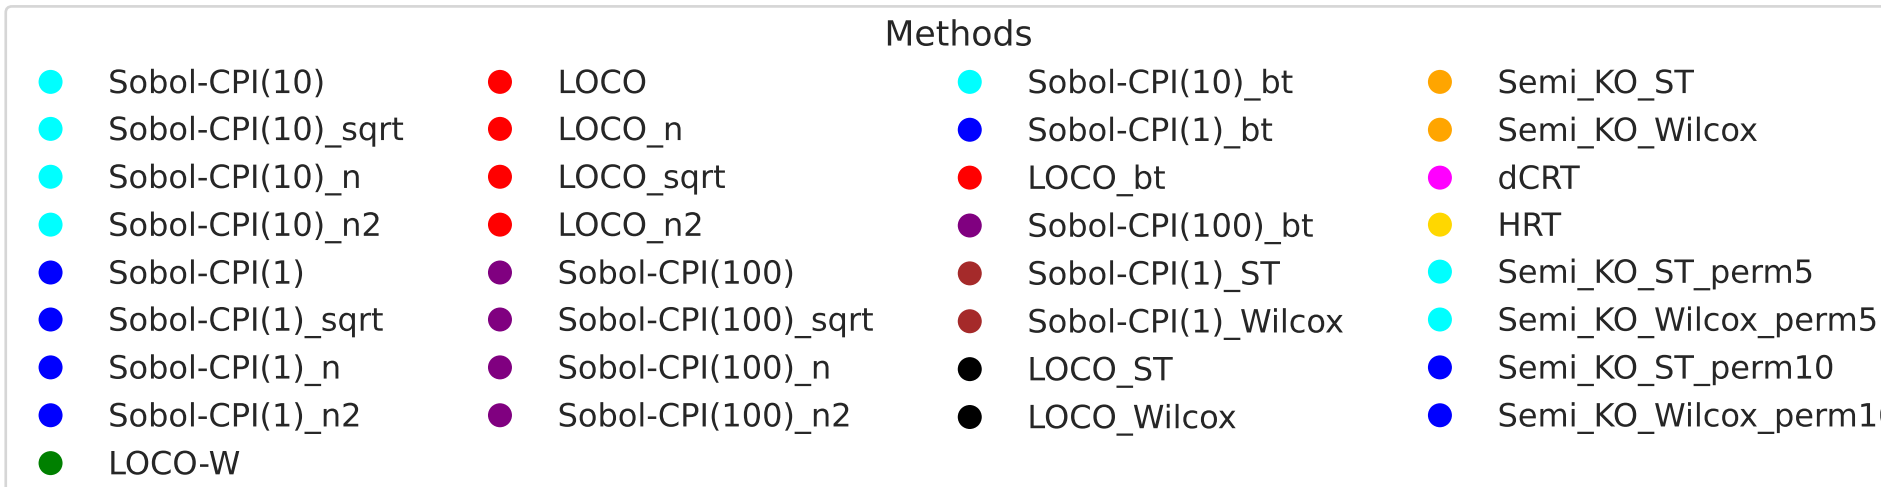 Methods
Sobol-CPI(10)
Sobol-CPI(10)_sqrt
Sobol-CPI(10)_n
Sobol-CPI(10)_n2
Sobol-CPI(1)
Sobol-CPI(1)_sqrt
Sobol-CPI(1)_n
Sobol-CPI(1)_n2
LOCO-W
LOCO
LOCO_n
LOCO_sqrt
LOCO_n2
Sobol-CPI(100)
Sobol-CPI(100)_sqrt
Sobol-CPI(100)_n
Sobol-CPI(100)_n2
Sobol-CPI(10)_bt
Sobol-CPI(1)_bt
LOCO_bt
Sobol-CPI(100)_bt
Sobol-CPI(1)_ST
Sobol-CPI(1)_Wilcox
LOCO_ST
LOCO_Wilcox
Semi_KO_ST
Semi_KO_Wilcox
dCRT
HRT
Semi_KO_ST_perm5
Semi_KO_Wilcox_perm5
Semi_KO_ST_perm10
Semi_KO_Wilcox_perm10